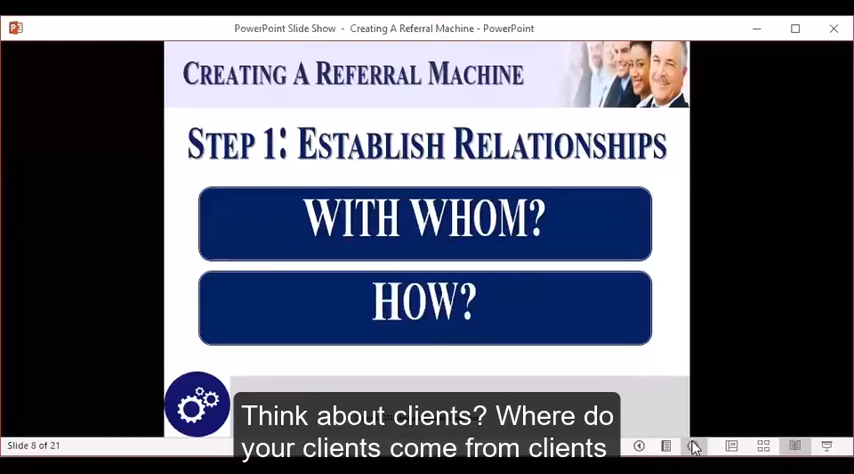 PowerPoint Slide Show - Creating A Referral Machine - PowerPoint
CREATING A REFERRAL MACHINE
STEP 1: ESTABLISH RELATIONSHIPS
WITH WHOM?
HOW?
Think about clients? Where do
your clients come from clients
Slide 8 of 21